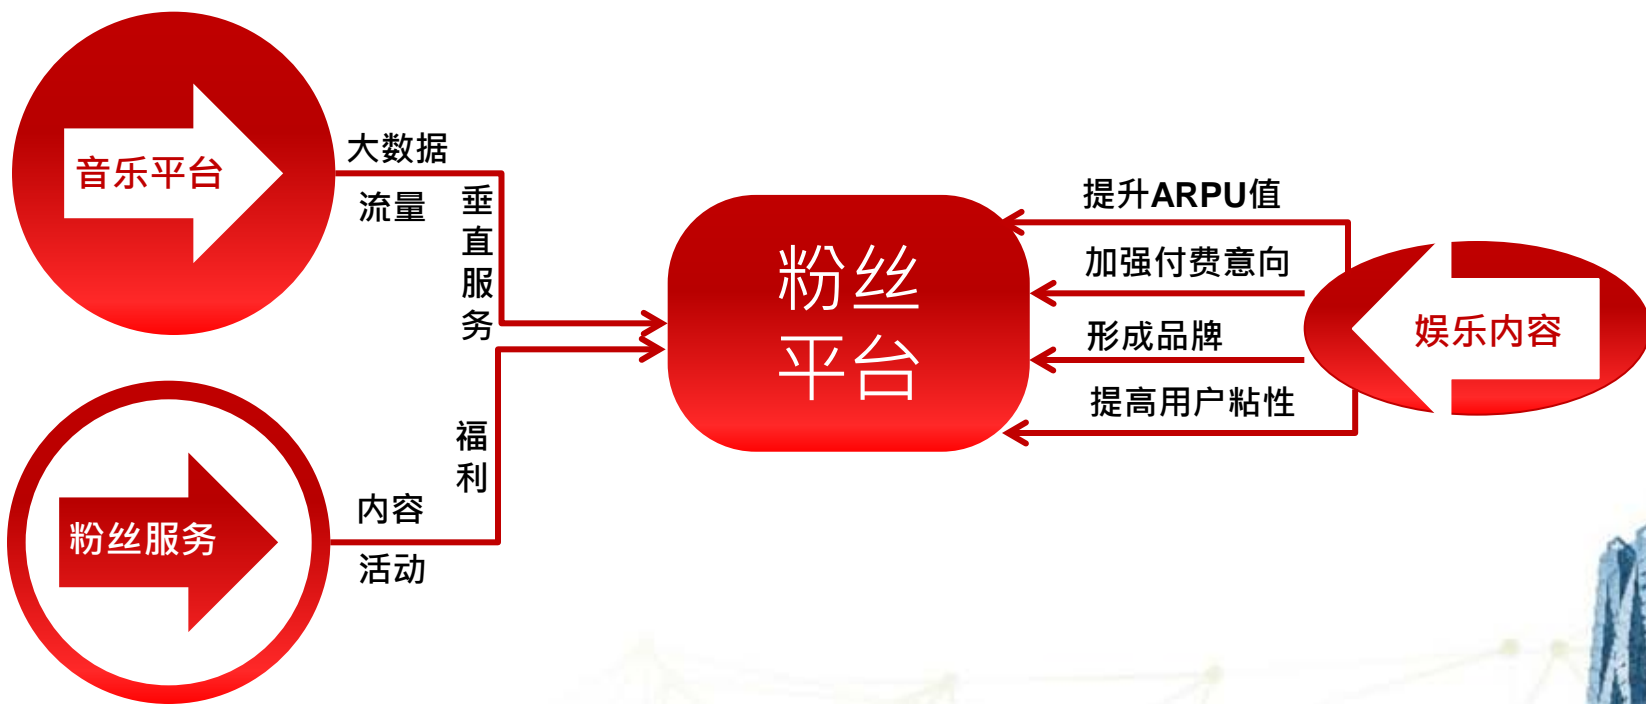 音乐平台
大数据
流量
垂直服务
粉丝服务
内容
活动
福利
粉丝
平台
提升ARPU值
加强付费意向
形成品牌
提高用户粘性
娱乐内容